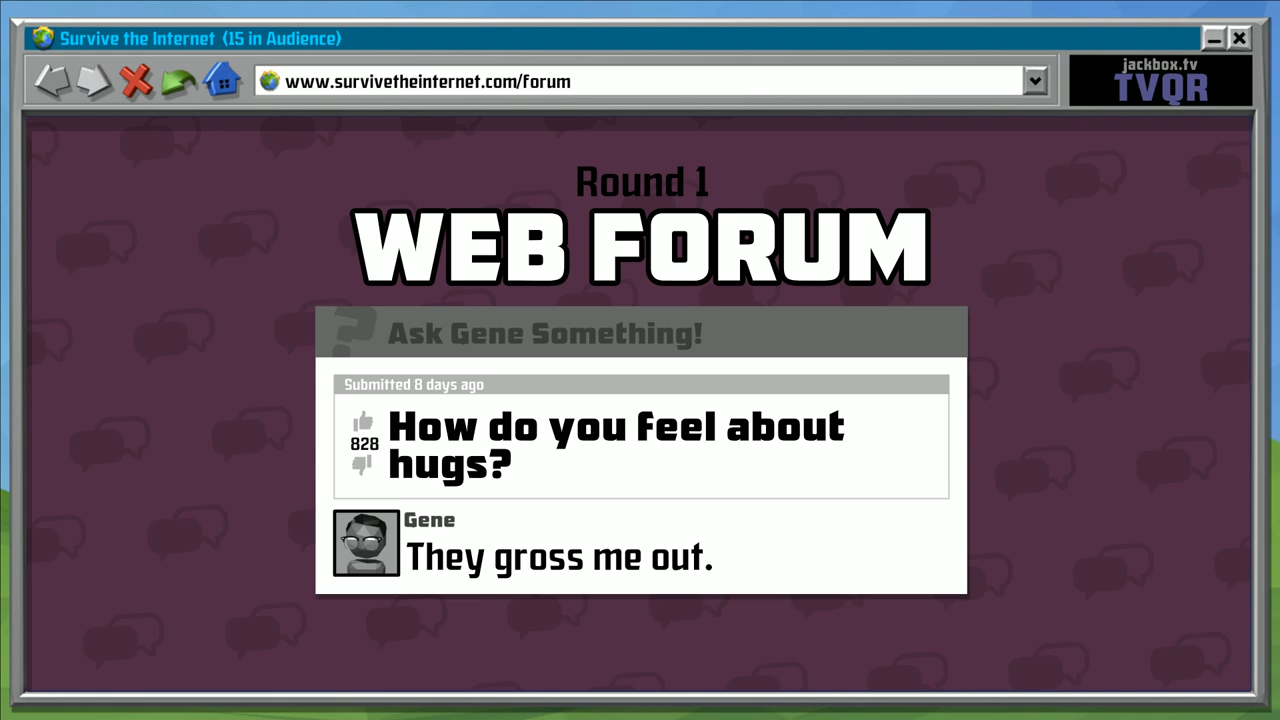 Survive the Internet (15 in Audience)
www.survivetheinternet.com/forum
jackbox.tv
TVQR
Round 1
WEB FORUM
Ask Gene Something!
Submitted 8 days ago
828
How do you feel about
hugs?
Gene
They gross me out.